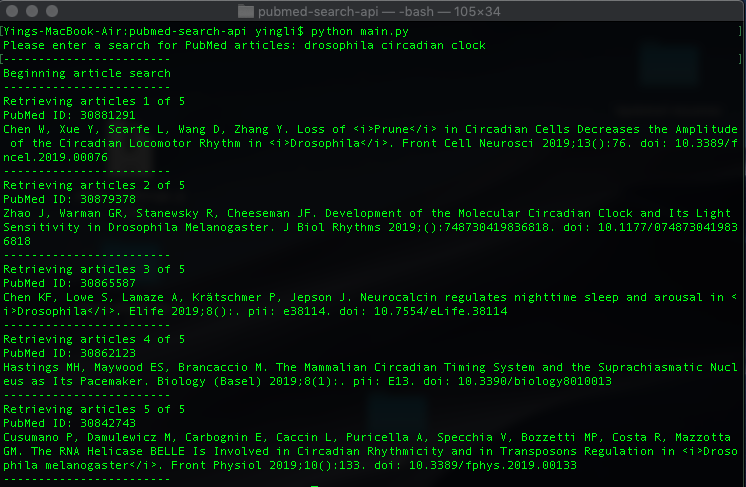 pubmed-search-api — -bash — 105×34
[Yings-MacBook-Air:pubmed-search-api yingli$ python main.py ]
Please enter a search for PubMed articles: drosophila circadian clock
[------------------------
Beginning article search
------------------------
Retrieving articles 1 of 5
PubMed ID: 30881291
Chen W, Xue Y, Scarfe L, Wang D, Zhang Y. Loss of <i>Prune</i> in Circadian Cells Decreases the Amplitude
 of the Circadian Locomotor Rhythm in <i>Drosophila</i>. Front Cell Neurosci 2019;13():76. doi: 10.3389/f
ncel.2019.00076
------------------------
Retrieving articles 2 of 5
PubMed ID: 30879378
Zhao J, Warman GR, Stanewsky R, Cheeseman JF. Development of the Molecular Circadian Clock and Its Light
Sensitivity in Drosophila Melanogaster. J Biol Rhythms 2019;():748730419836818. doi: 10.1177/074873041983
6818
------------------------
Retrieving articles 3 of 5
PubMed ID: 30865587
Chen KF, Lowe S, Lamaze A, Krätschmer P, Jepson J. Neurocalcin regulates nighttime sleep and arousal in <
i>Drosophila</i>. Elife 2019;8():. pii: e38114. doi: 10.7554/eLife.38114
------------------------
Retrieving articles 4 of 5
PubMed ID: 30862123
Hastings MH, Maywood ES, Brancaccio M. The Mammalian Circadian Timing System and the Suprachiasmatic Nucl
eus as Its Pacemaker. Biology (Basel) 2019;8(1):. pii: E13. doi: 10.3390/biology8010013
------------------------
Retrieving articles 5 of 5
PubMed ID: 30842743
Cusumano P, Damulewicz M, Carbognin E, Caccin L, Puricella A, Specchia V, Bozzetti MP, Costa R, Mazzotta
GM. The RNA Helicase BELLE Is Involved in Circadian Rhythmicity and in Transposons Regulation in <i>Droso
phila melanogaster</i>. Front Physiol 2019;10():133. doi: 10.3389/fphys.2019.00133
------------------------